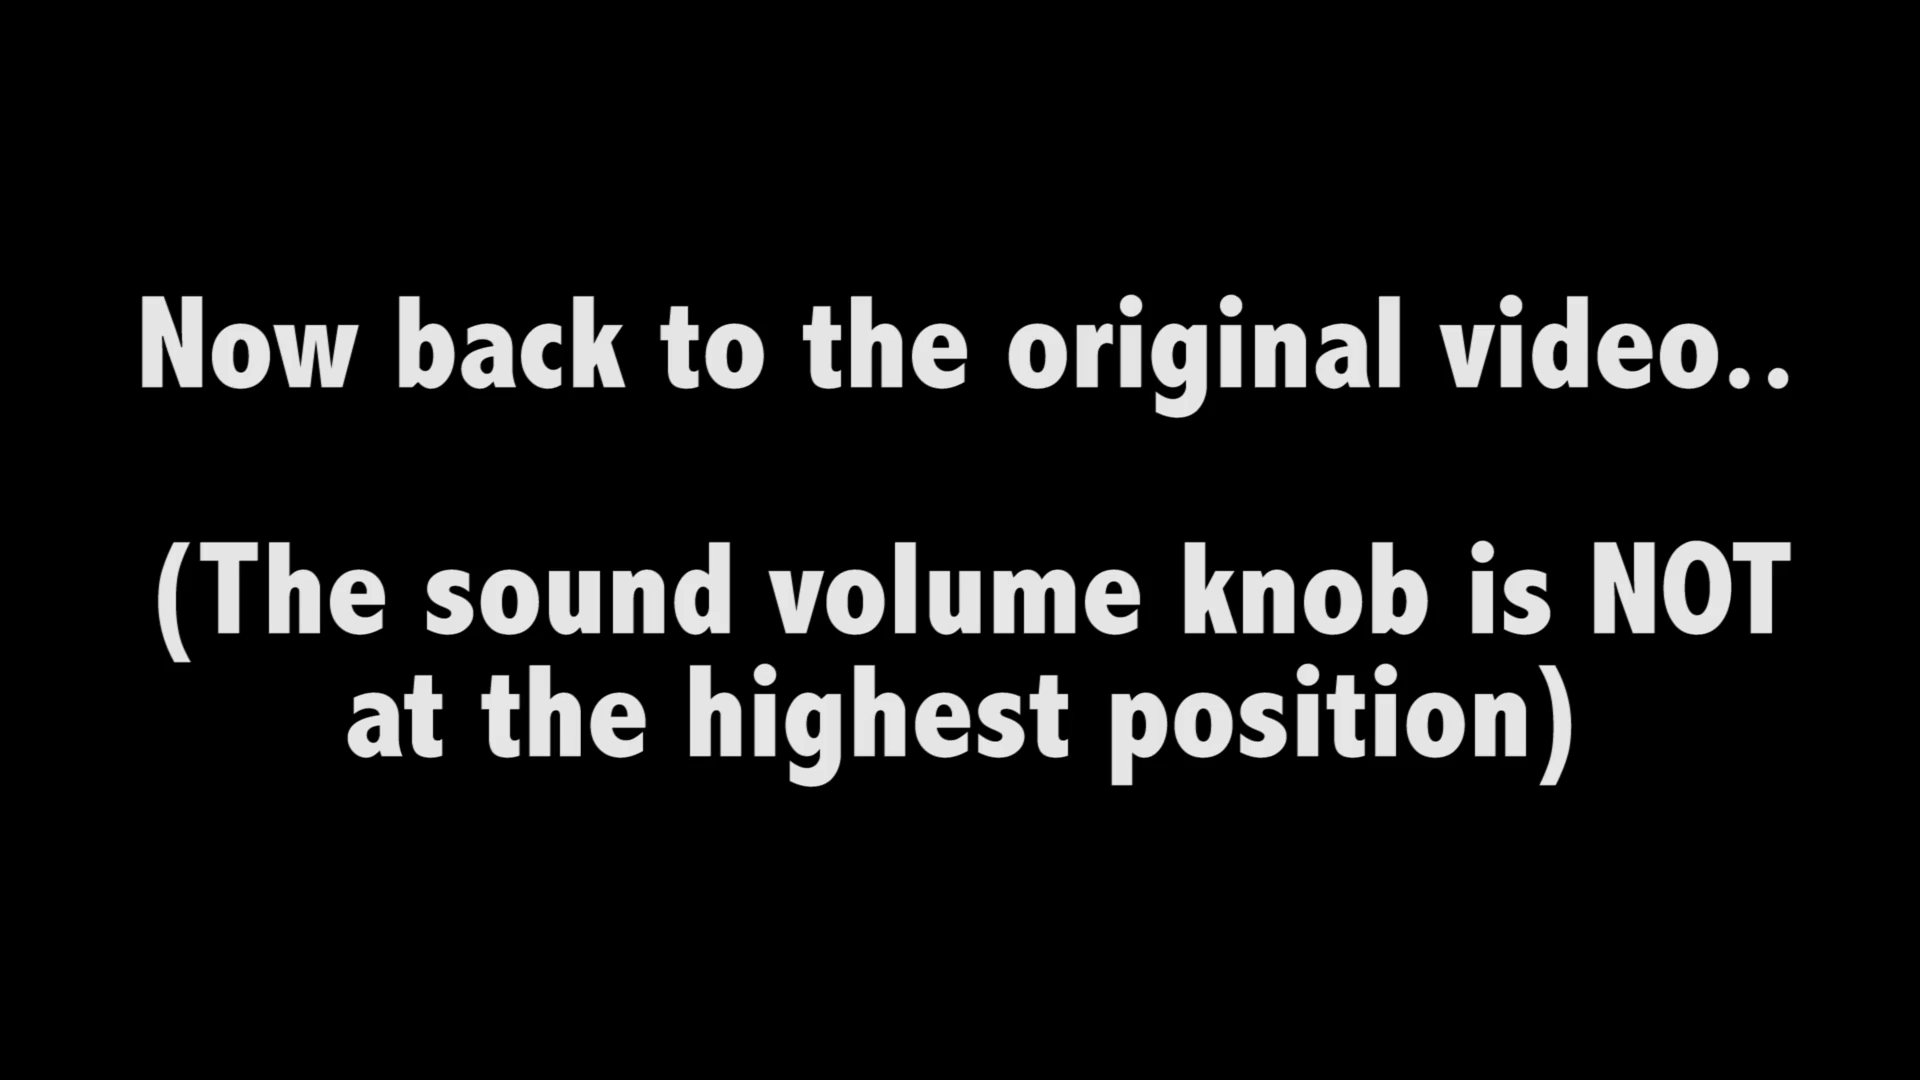 Now back to the original video..
(The sound volume knob is NOT
at the highest position)